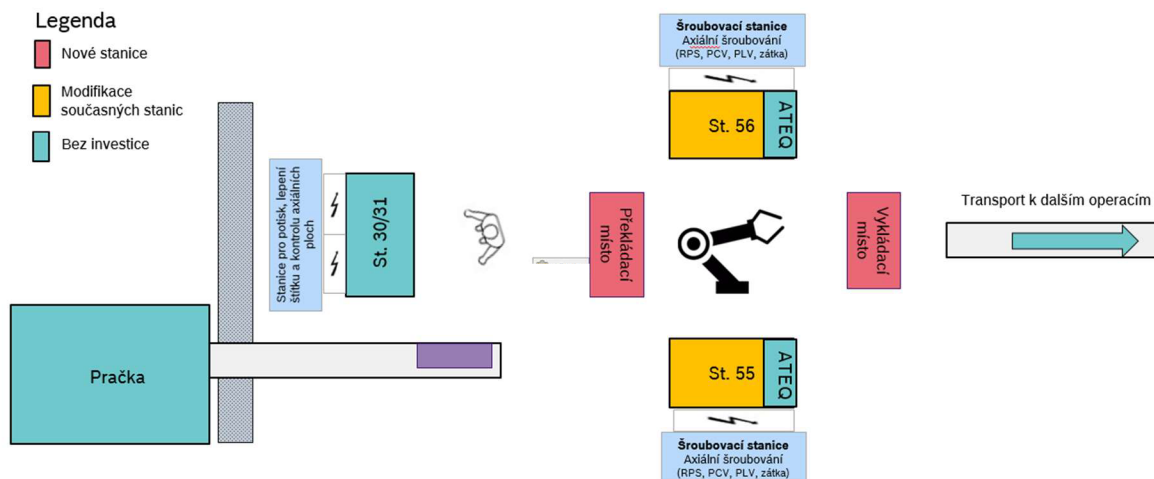 Legenda
Nové stanice
Modifikace
současných stanic
Bez investice
Pračka
Stanice pro potisk, lepení
štítku a kontrolu axiálních
ploch
St. 30/31
Překládací
místo
Šroubovací stanice
Axiální šroubování
(RPS, PCV, PLV, zátka)
St. 56
ATEQ
St. 55
ATEQ
Šroubovací stanice
Axiální šroubování
(RPS, PCV, PLV, zátka)
Vykládací
místo
Transport k dalším operacím